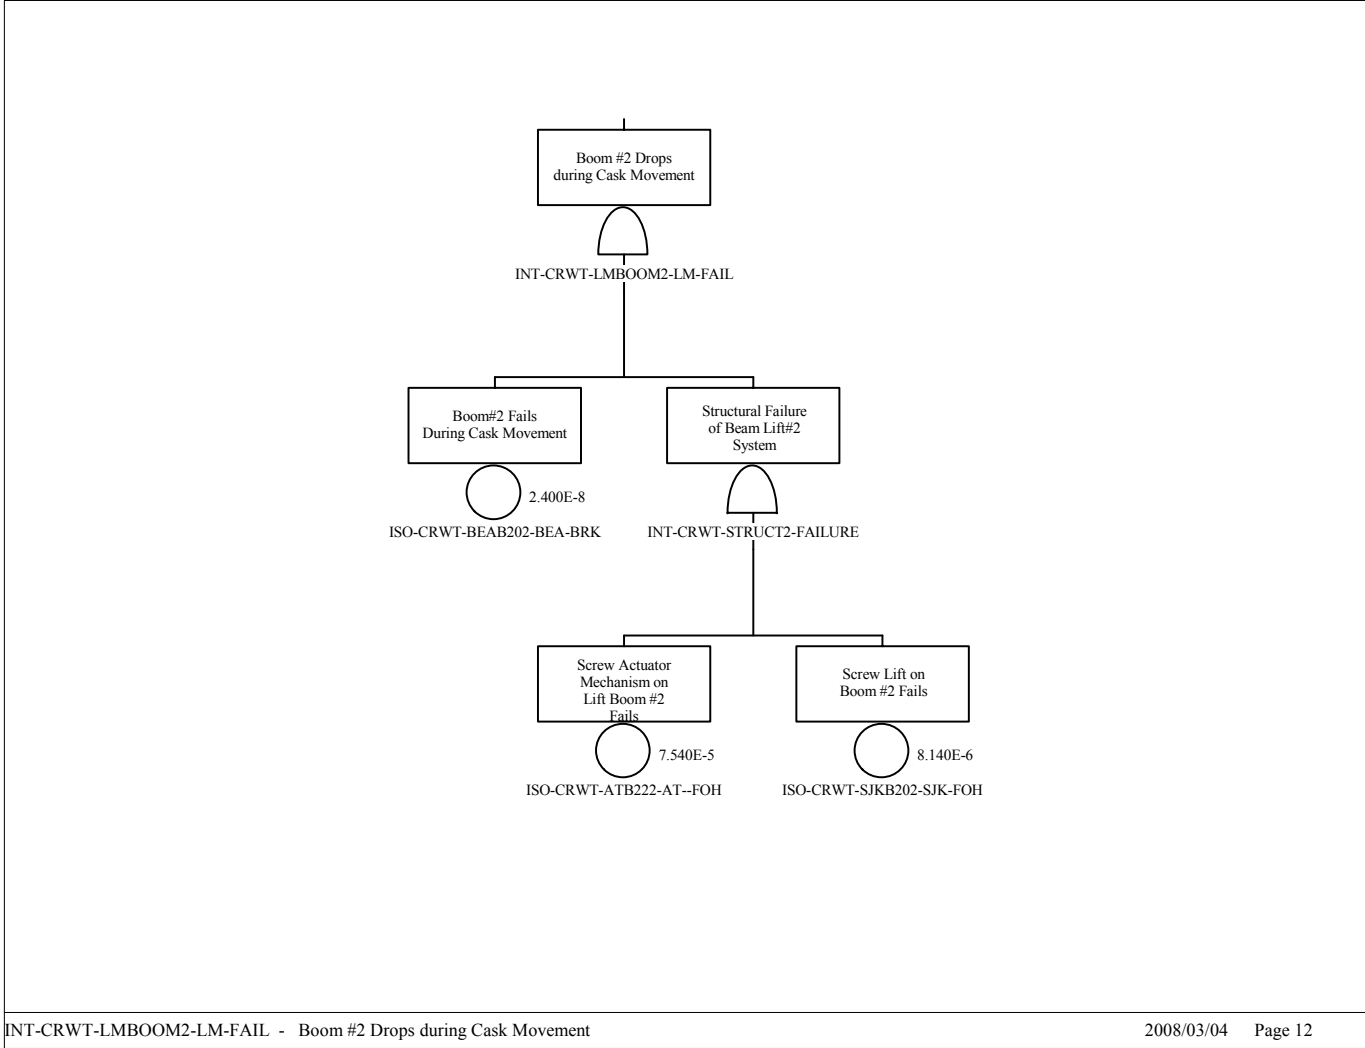 Boom #2 Drops
during Cask Movement
INT-CRWT-LMBOOM2-LM-FAIL
Boom#2 Fails
During Cask Movement
2.400E-8
ISO-CRWT-BEAB202-BEA-BRK
Structural Failure
of Beam Lift#2
System
INT-CRWT-STRUCT2-FAILURE
Screw Actuator
Mechanism on
Lift Boom #2
Fails
7.540E-5
ISO-CRWT-ATB222-AT--FOH
Screw Lift on
Boom #2 Fails
8.140E-6
ISO-CRWT-SJKB202-SJK-FOH
INT-CRWT-LMBOOM2-LM-FAIL - Boom #2 Drops during Cask Movement
2008/03/04 Page 12